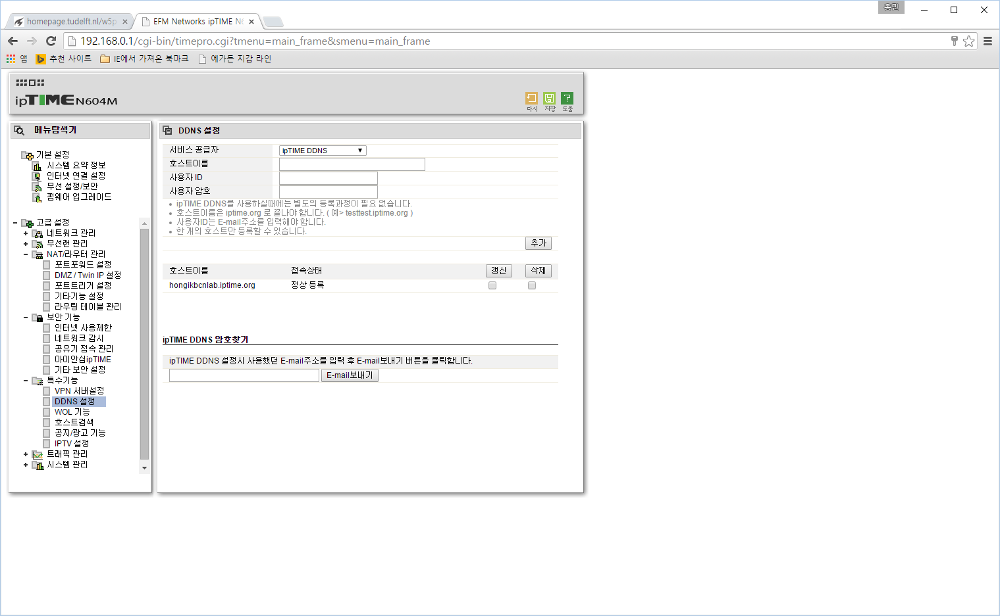 홍민
homepage.tudelft.nl/w5p
EFM Networks ipTIME N6
192.168.0.1/cgi-bin/timepro.cgi?tmenu=main_frame&smenu=main_frame
앱 추천 사이트 IE에서 가져온 북마크 에가든 지갑 라인
ipTIME N604M
다시 저장 도움
메뉴탐색기
기본 설정
시스템 요약 정보
인터넷 연결 설정
무선 설정/보안
펌웨어 업그레이드
고급 설정
네트워크 관리
무선랜 관리
NAT/라우터 관리
포트포워드 설정
DMZ / Twin IP 설정
포트트리거 설정
기타기능 설정
라우팅 테이블 관리
보안 기능
인터넷 사용제한
네트워크 감시
공유기 접속 관리
아이안심ipTIME
기타 보안 설정
특수기능
VPN 서버설정
DDNS 설정
WOL 기능
호스트검색
공지/광고 기능
IPTV 설정
트래픽 관리
시스템 관리
DDNS 설정
서비스 공급자 ipTIME DDNS
호스트이름
사용자 ID
사용자 암호
ipTIME DDNS를 사용하실때에는 별도의 등록과정이 필요 없습니다.
호스트이름은 iptime.org 로 끝나야 합니다. ( 예> testtest.iptime.org )
사용자ID는 E-mail주소를 입력해야 합니다.
한 개의 호스트만 등록할 수 있습니다.
추가
호스트이름 접속상태 갱신 삭제
hongikbcnlab.iptime.org 정상 등록
ipTIME DDNS 암호찾기
ipTIME DDNS 설정시 사용했던 E-mail주소를 입력 후 E-mail보내기 버튼을 클릭합니다.
E-mail보내기